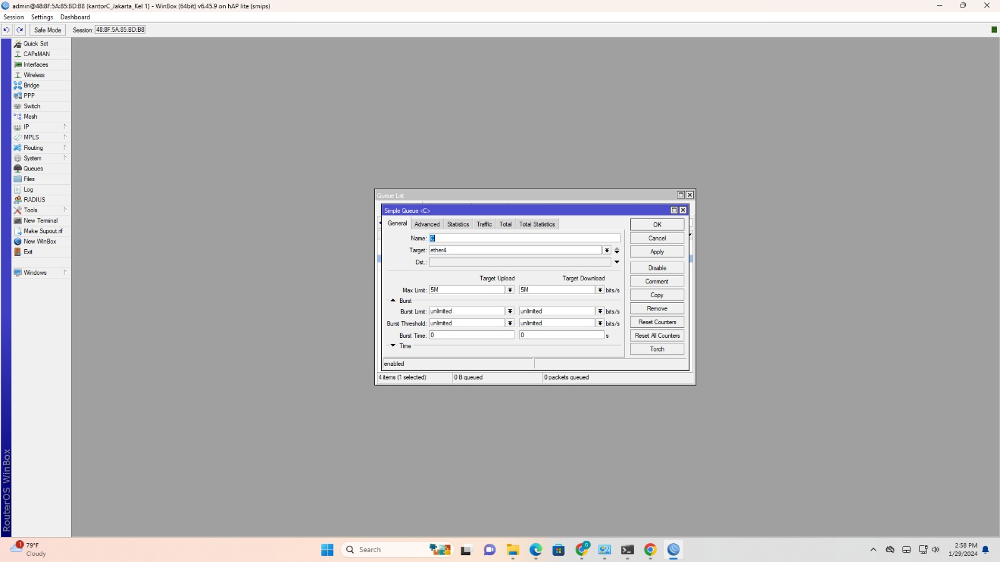 admin@48:8F:5A:85:BD:B8 (kantorC_Jakarta_Kel 1) - WinBox (64bit) v6.45.9 on hAP lite (smips)
Session Settings Dashboard
Safe Mode Session: 48:8F:5A:85:BD:B8
Quick Set
CAPsMAN
Interfaces
Wireless
Bridge
PPP
Switch
Mesh
IP
MPLS
Routing
System
Queues
Files
Log
RADIUS
Tools
New Terminal
Make Supout.rif
New WinBox
Exit
Windows
RouterOS WinBox
Queue List
Simple Queue <C>
General Advanced Statistics Traffic Total Total Statistics
Name: C
Target: ether4
Dst.:
Target Upload Target Download
Max Limit: 5M 5M bits/s
Burst
Burst Limit: unlimited unlimited bits/s
Burst Threshold: unlimited unlimited bits/s
Burst Time: 0 0 s
Time
enabled
OK
Cancel
Apply
Disable
Comment
Copy
Remove
Reset Counters
Reset All Counters
Torch
4 items (1 selected) 0 B queued 0 packets queued
1
79°F
Cloudy
Search
G
2:58 PM
1/29/2024